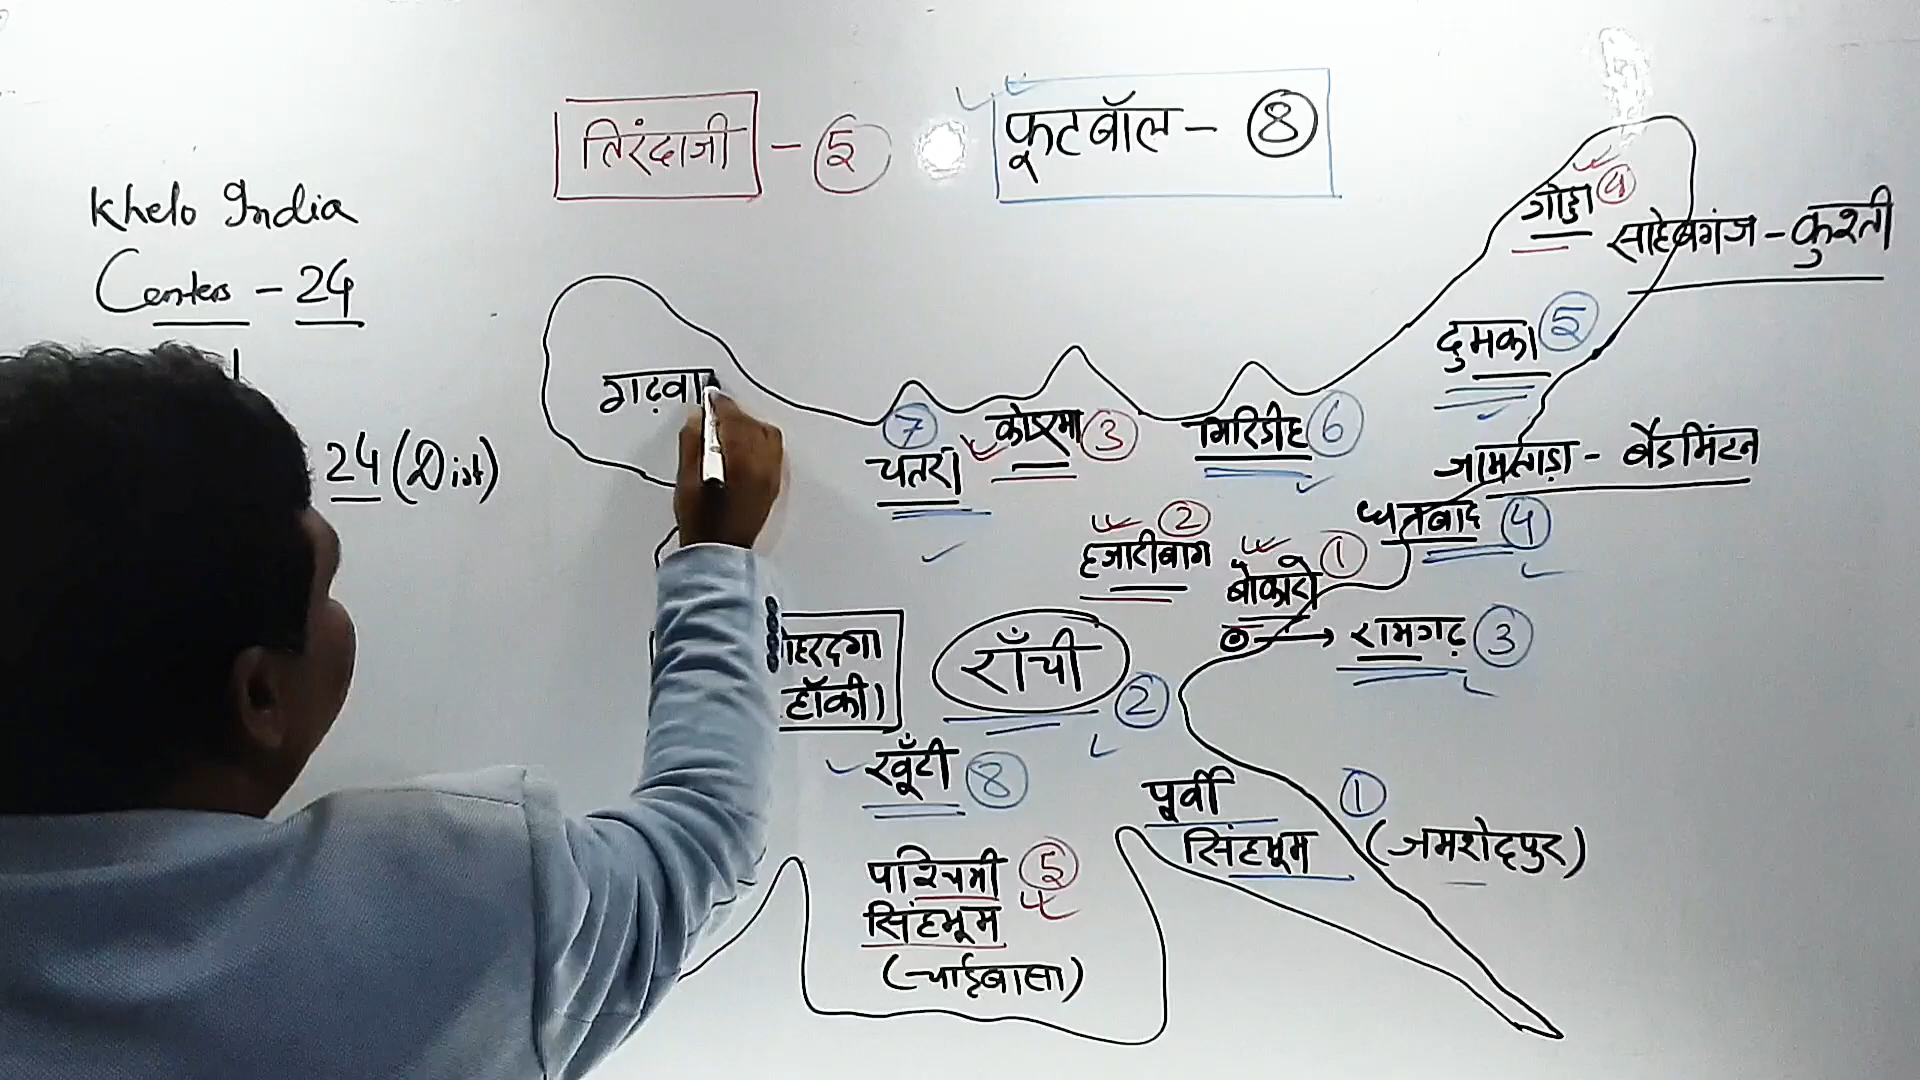 तिरंदाजी - 5
फूटबॉल - 8
Khelo India
Centers - 24
24 (Dist)
गोड्डा 4
साहेबगंज - कुश्ती
दुमका 5
गढ़वा
7
चतरा
कोडरमा 3
गिरिडीह 6
जामताड़ा - बैडमिंटन
धनबाद 4
हजारीबाग 2
बोकारो 1
रामगढ़ 3
हॉकी)
राँची 2
खूँटी 8
पूर्वी
सिंहभूम
1
(जमशेदपुर)
पश्चिमी 5
सिंहभूम
(चाईबासा)